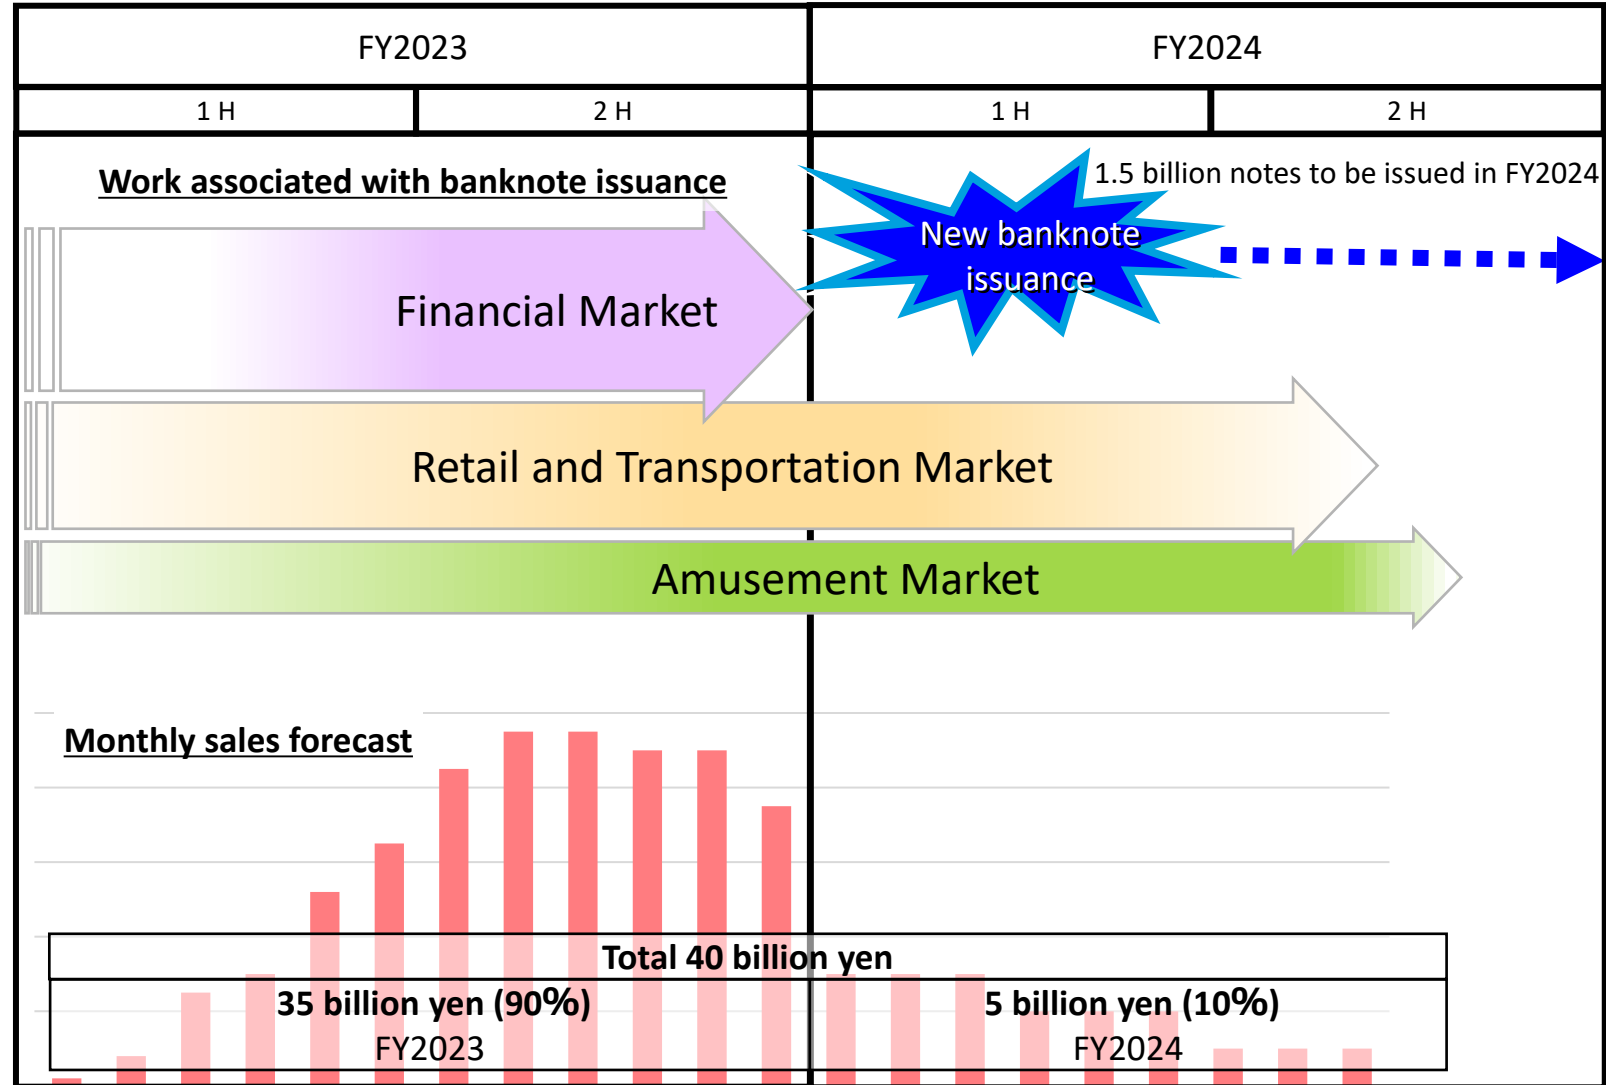 FY2023
FY2024
1 H
2 H
1 H
2 H
Work associated with banknote issuance
1.5 billion notes to be issued in FY2024
New banknote
issuance
Financial Market
Retail and Transportation Market
Amusement Market
Monthly sales forecast
Total 40 billion yen
35 billion yen (90%)
FY2023
5 billion yen (10%)
FY2024